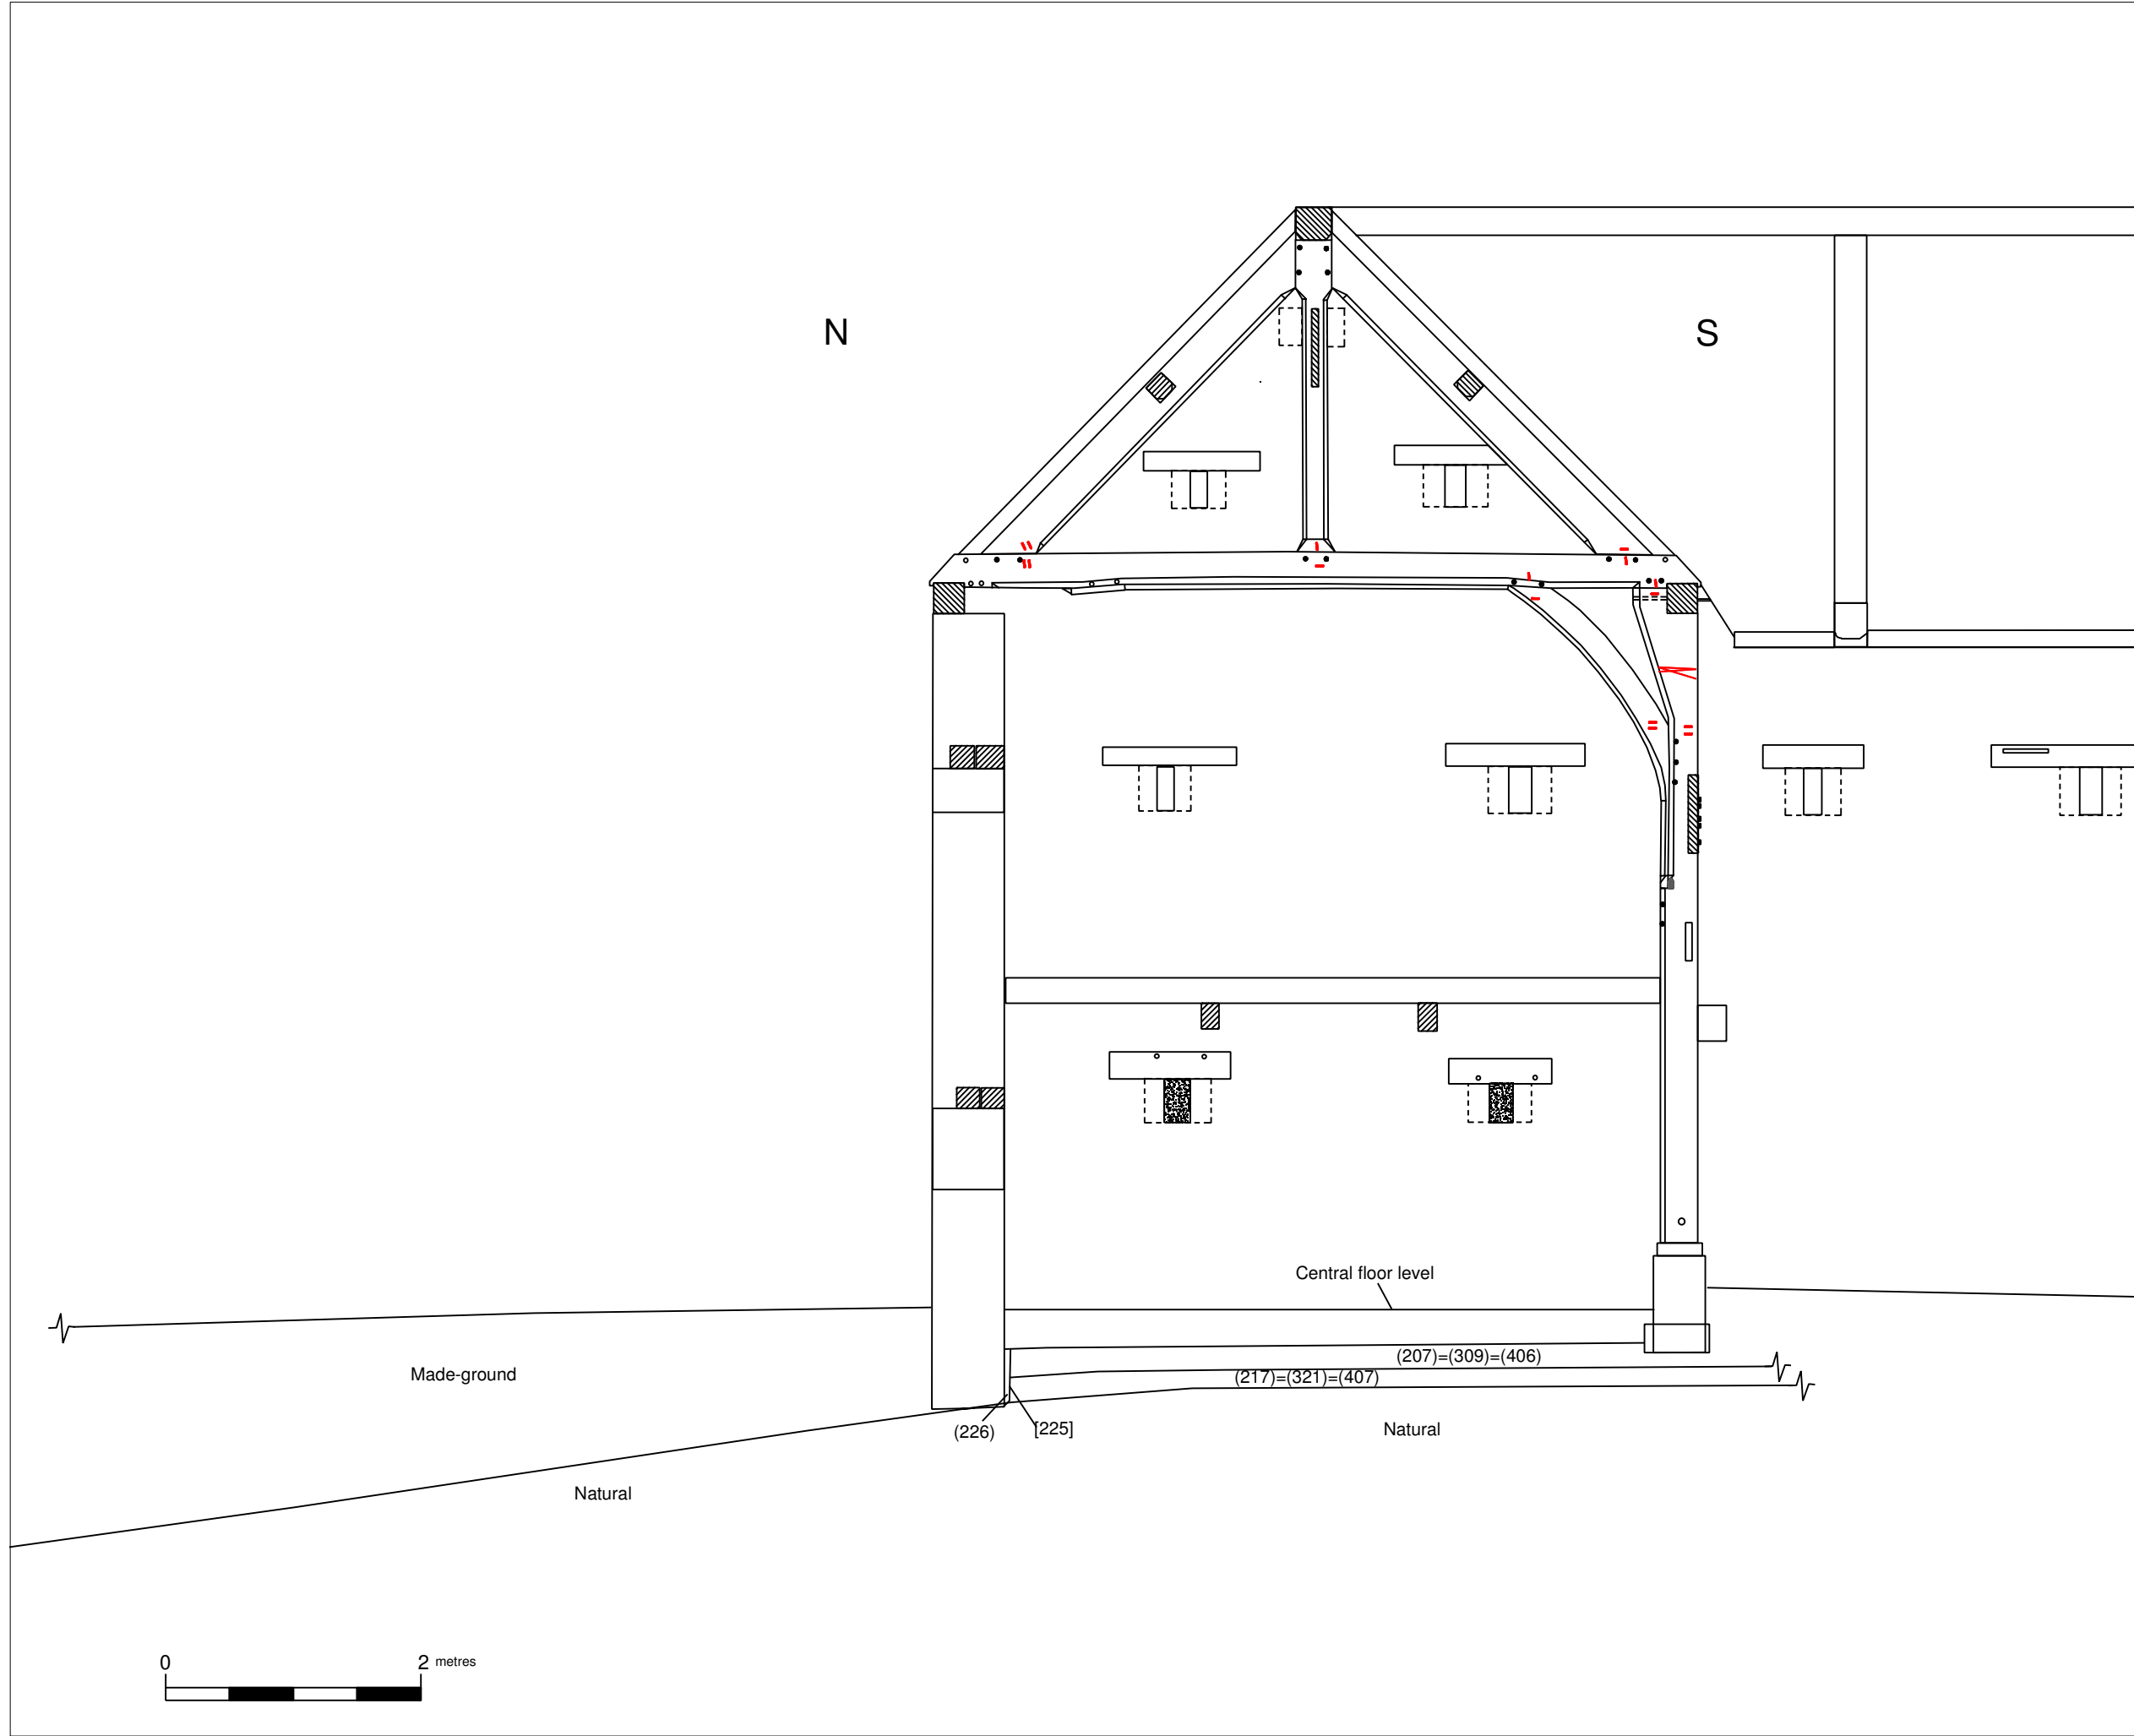 N
S
Central floor level
(207)=(309)=(406)
Made-ground
(217)=(321)=(407)
(226)
[225]
Natural
Natural
0
2 metres